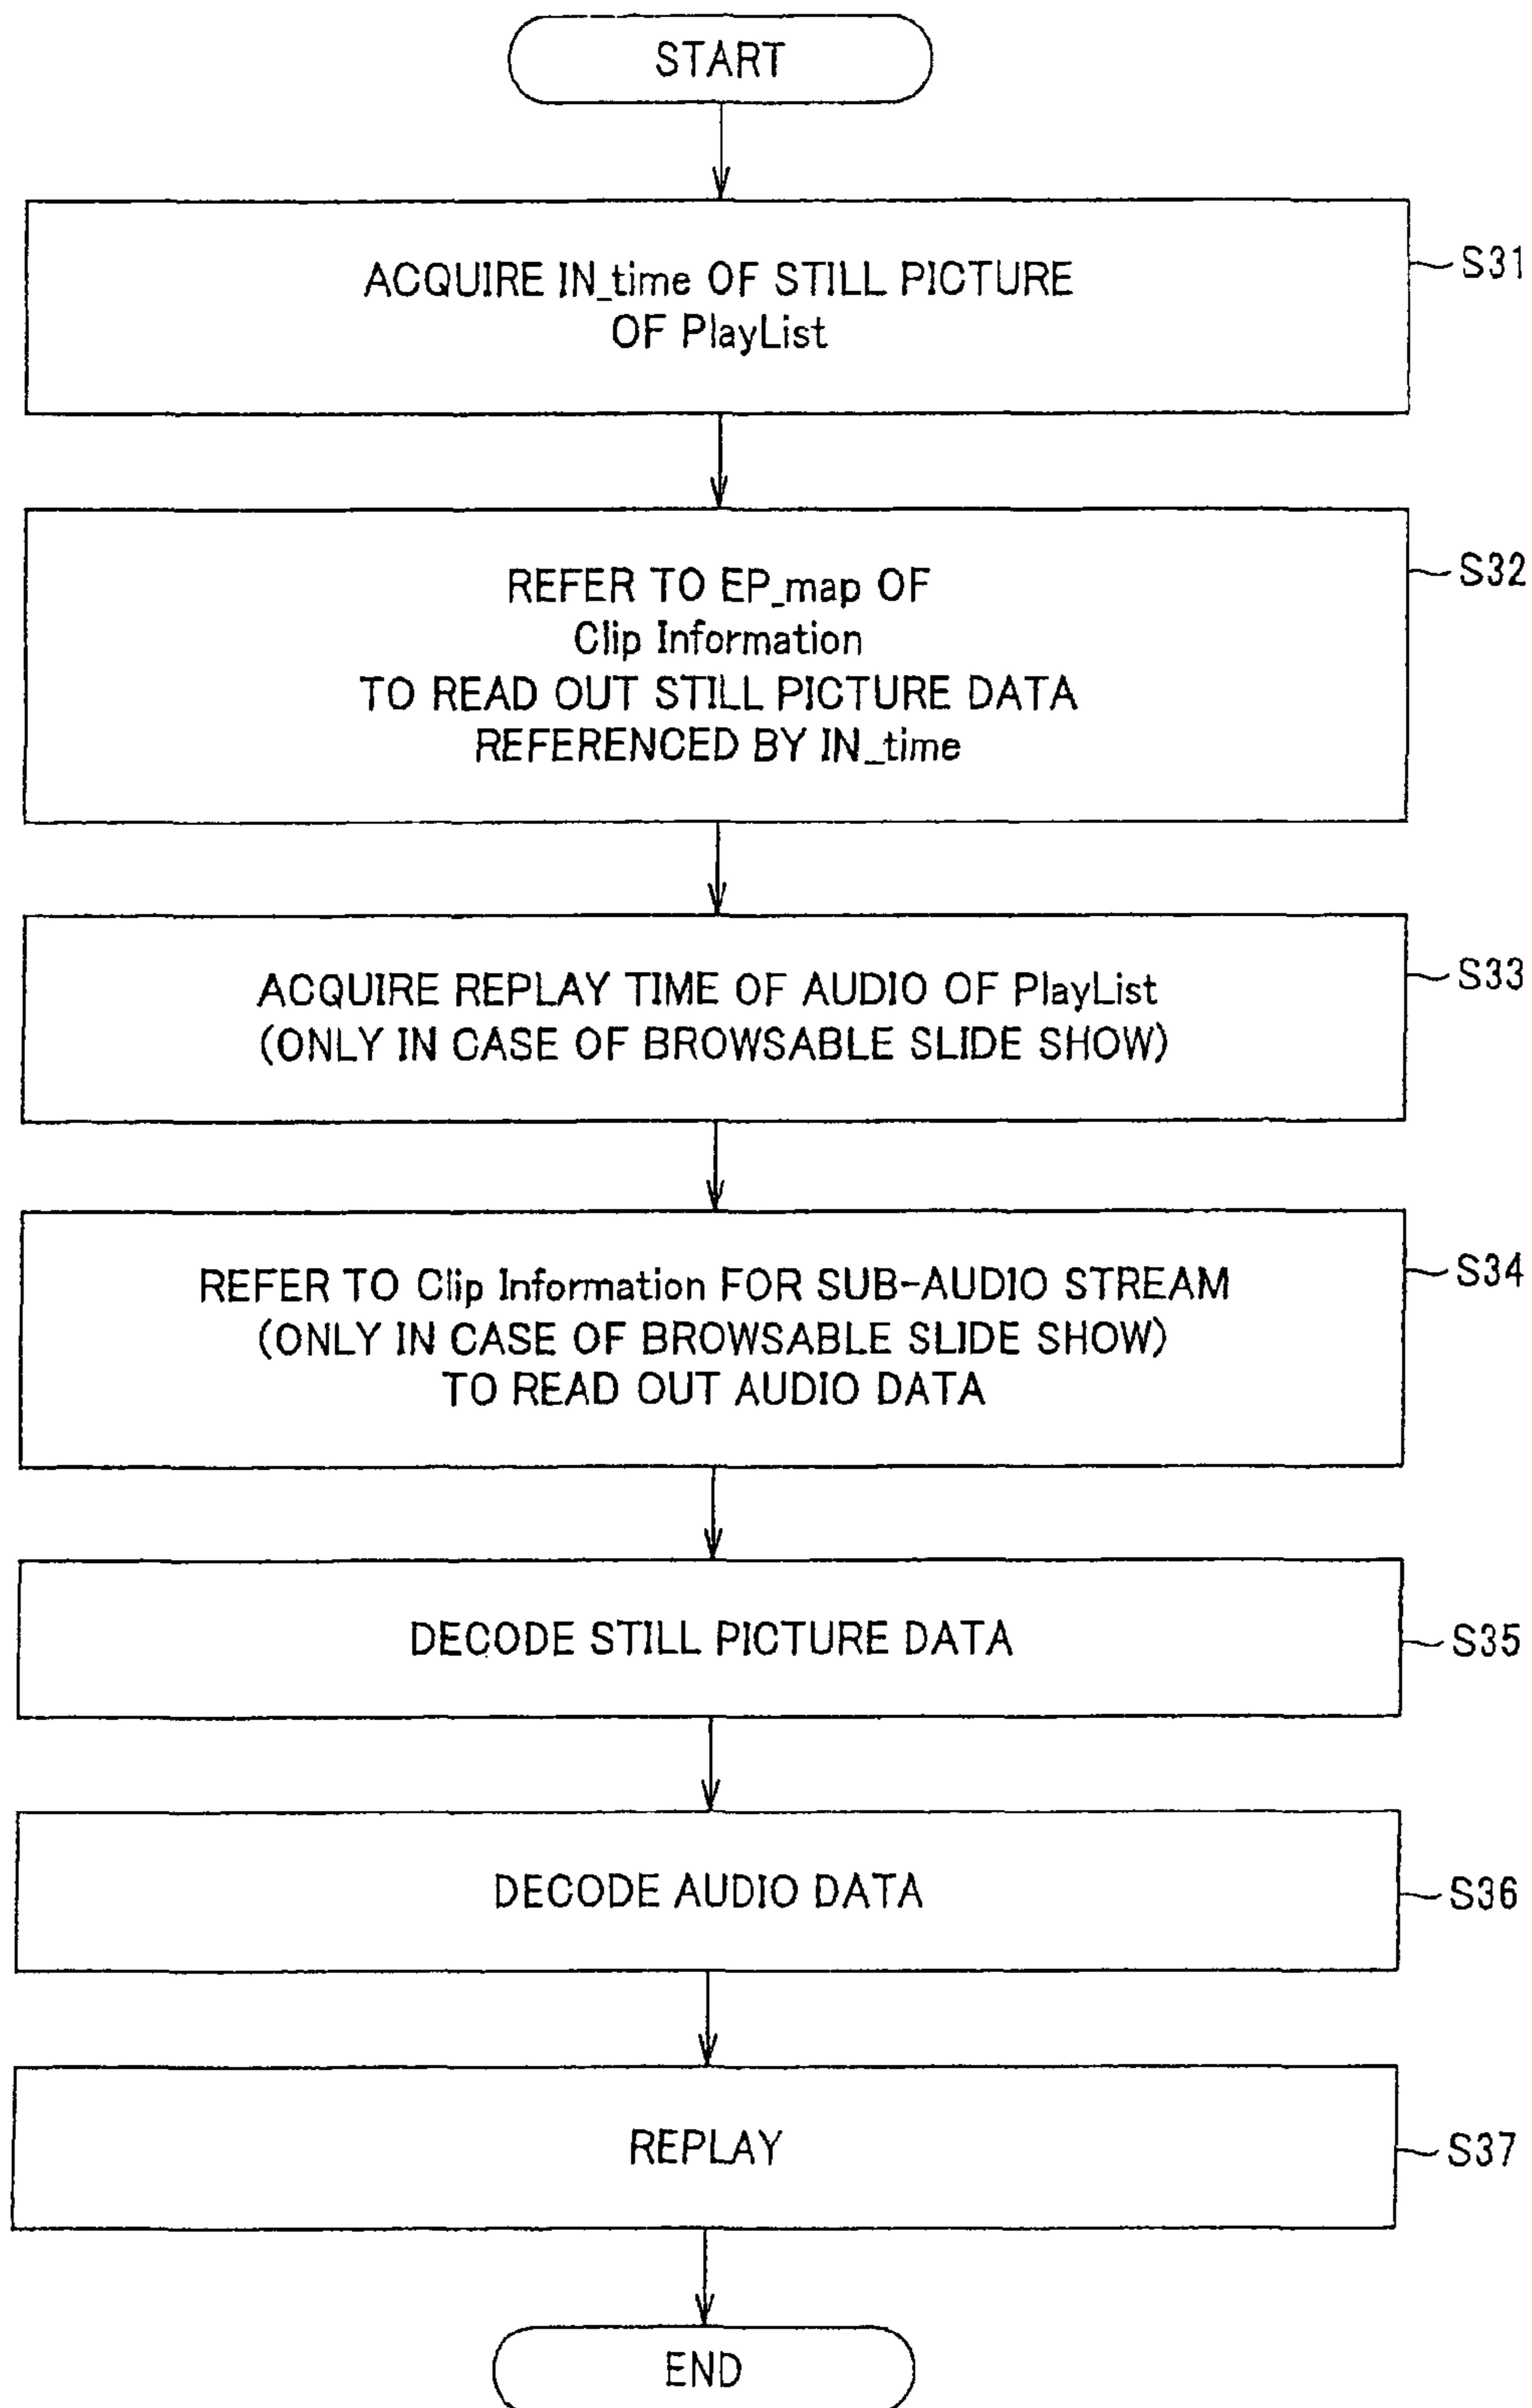 START
ACQUIRE IN_time OF STILL PICTURE
OF PlayList
S31
REFER TO EP_map OF
Clip Information
TO READ OUT STILL PICTURE DATA
REFERENCED BY IN_time
S32
ACQUIRE REPLAY TIME OF AUDIO OF PlayList
(ONLY IN CASE OF BROWSABLE SLIDE SHOW)
S33
REFER TO Clip Information FOR SUB-AUDIO STREAM
(ONLY IN CASE OF BROWSABLE SLIDE SHOW)
TO READ OUT AUDIO DATA
S34
DECODE STILL PICTURE DATA
S35
DECODE AUDIO DATA
S36
REPLAY
S37
END